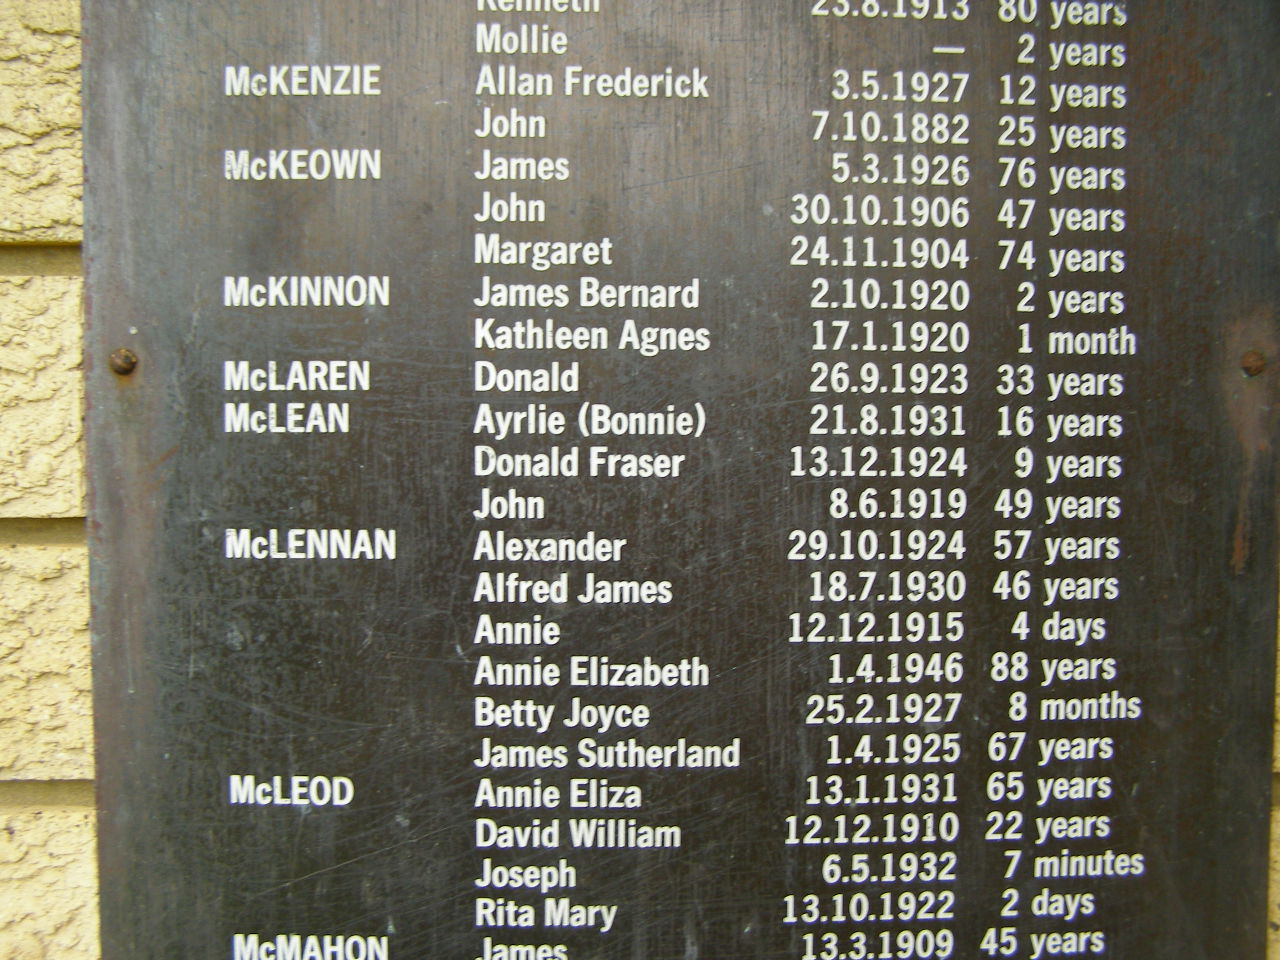 Kenneth 23.8.1913 80 years
Mollie — 2 years
McKENZIE Allan Frederick 3.5.1927 12 years
John 7.10.1882 25 years
McKEOWN James 5.3.1926 76 years
John 30.10.1906 47 years
Margaret 24.11.1904 74 years
McKINNON James Bernard 2.10.1920 2 years
Kathleen Agnes 17.1.1920 1 month
McLAREN Donald 26.9.1923 33 years
McLEAN Ayrlie (Bonnie) 21.8.1931 16 years
Donald Fraser 13.12.1924 9 years
John 8.6.1919 49 years
McLENNAN Alexander 29.10.1924 57 years
Alfred James 18.7.1930 46 years
Annie 12.12.1915 4 days
Annie Elizabeth 1.4.1946 88 years
Betty Joyce 25.2.1927 8 months
James Sutherland 1.4.1925 67 years
McLEOD Annie Eliza 13.1.1931 65 years
David William 12.12.1910 22 years
Joseph 6.5.1932 7 minutes
Rita Mary 13.10.1922 2 days
McMAHON James 13.3.1909 45 years